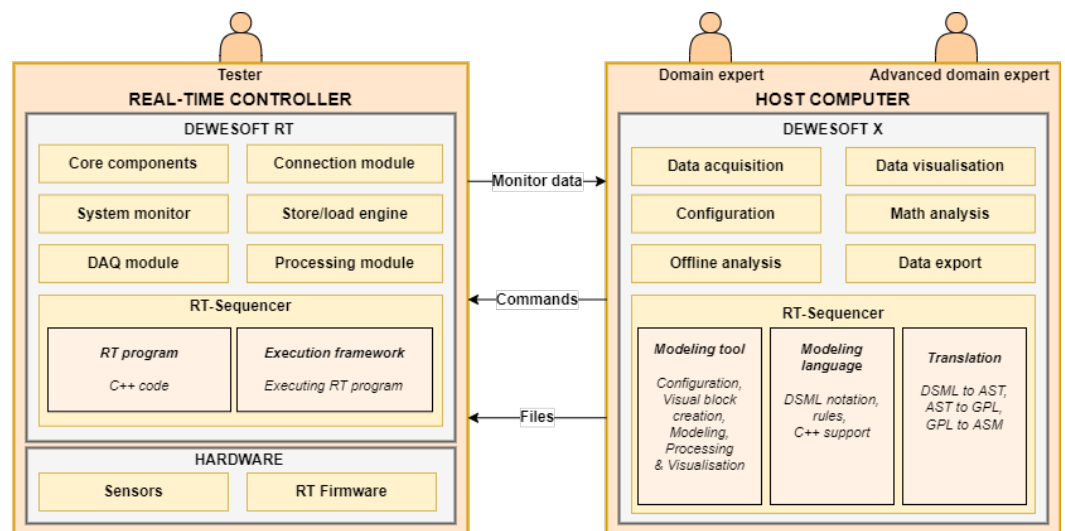 Tester
REAL-TIME CONTROLLER
DEWESOFT RT
Core components
Connection module
System monitor
Store/load engine
DAQ module
Processing module
RT-Sequencer
RT program
C++ code
Execution framework
Executing RT program
HARDWARE
Sensors
RT Firmware
Monitor data
Commands
Files
Domain expert
Advanced domain expert
HOST COMPUTER
DEWESOFT X
Data acquisition
Data visualisation
Configuration
Math analysis
Offline analysis
Data export
RT-Sequencer
Modeling tool
Configuration,
Visual block
creation,
Modeling,
Processing
& Visualisation
Modeling
language
DSML notation,
rules,
C++ support
Translation
DSML to AST,
AST to GPL,
GPL to ASM